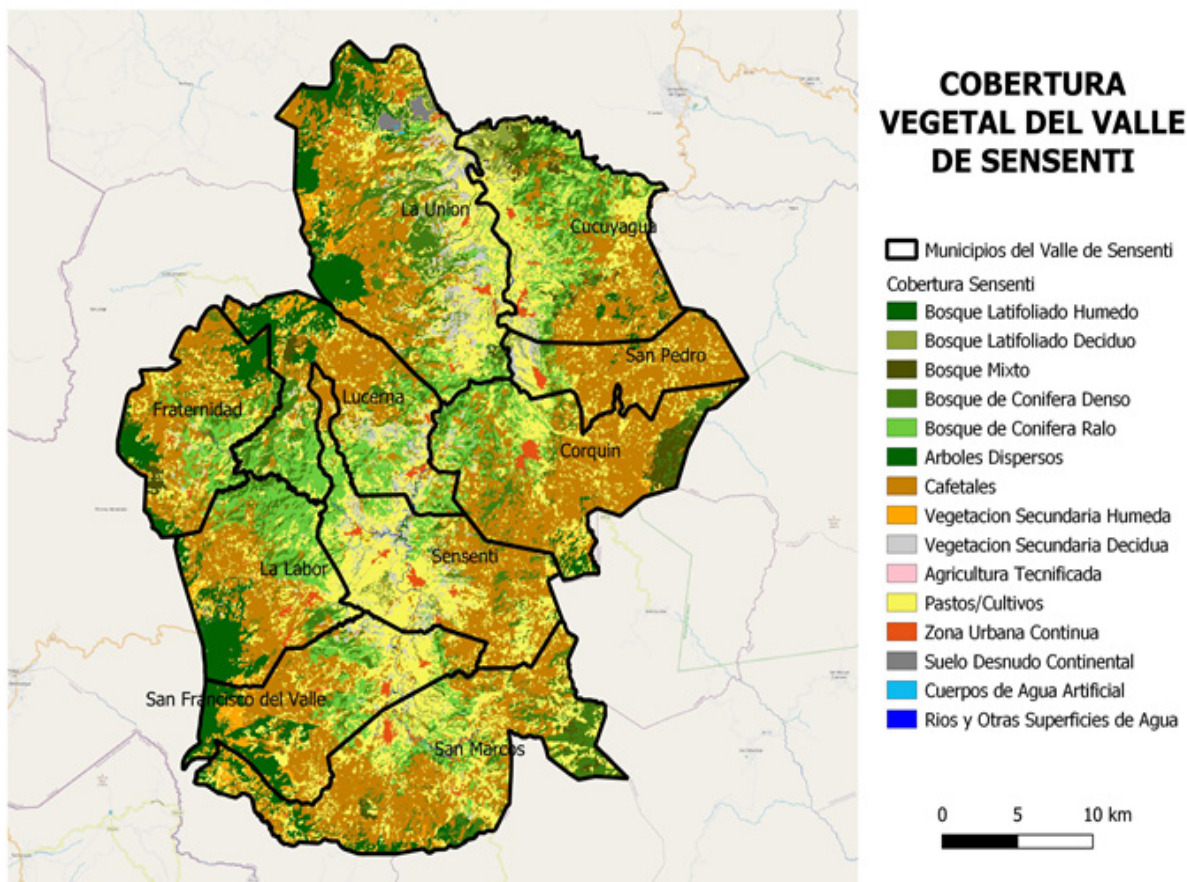 COBERTURA
VEGETAL DEL VALLE
DE SENSENTI
Municipios del Valle de Sensenti
Cobertura Sensenti
Bosque Latifoliado Humedo
Bosque Latifoliado Deciduo
Bosque Mixto
Bosque de Conifera Denso
Bosque de Conifera Ralo
Arboles Dispersos
Cafetales
Vegetacion Secundaria Humeda
Vegetacion Secundaria Decidua
Agricultura Tecnificada
Pastos/Cultivos
Zona Urbana Continua
Suelo Desnudo Continental
Cuerpos de Agua Artificial
Rios y Otras Superficies de Agua
0 5 10 km
La Union
Cucuyagua
San Pedro
Lucerna
Fraternidad
Corquin
Sensenti
La Labor
San Francisco del Valle
San Marcos